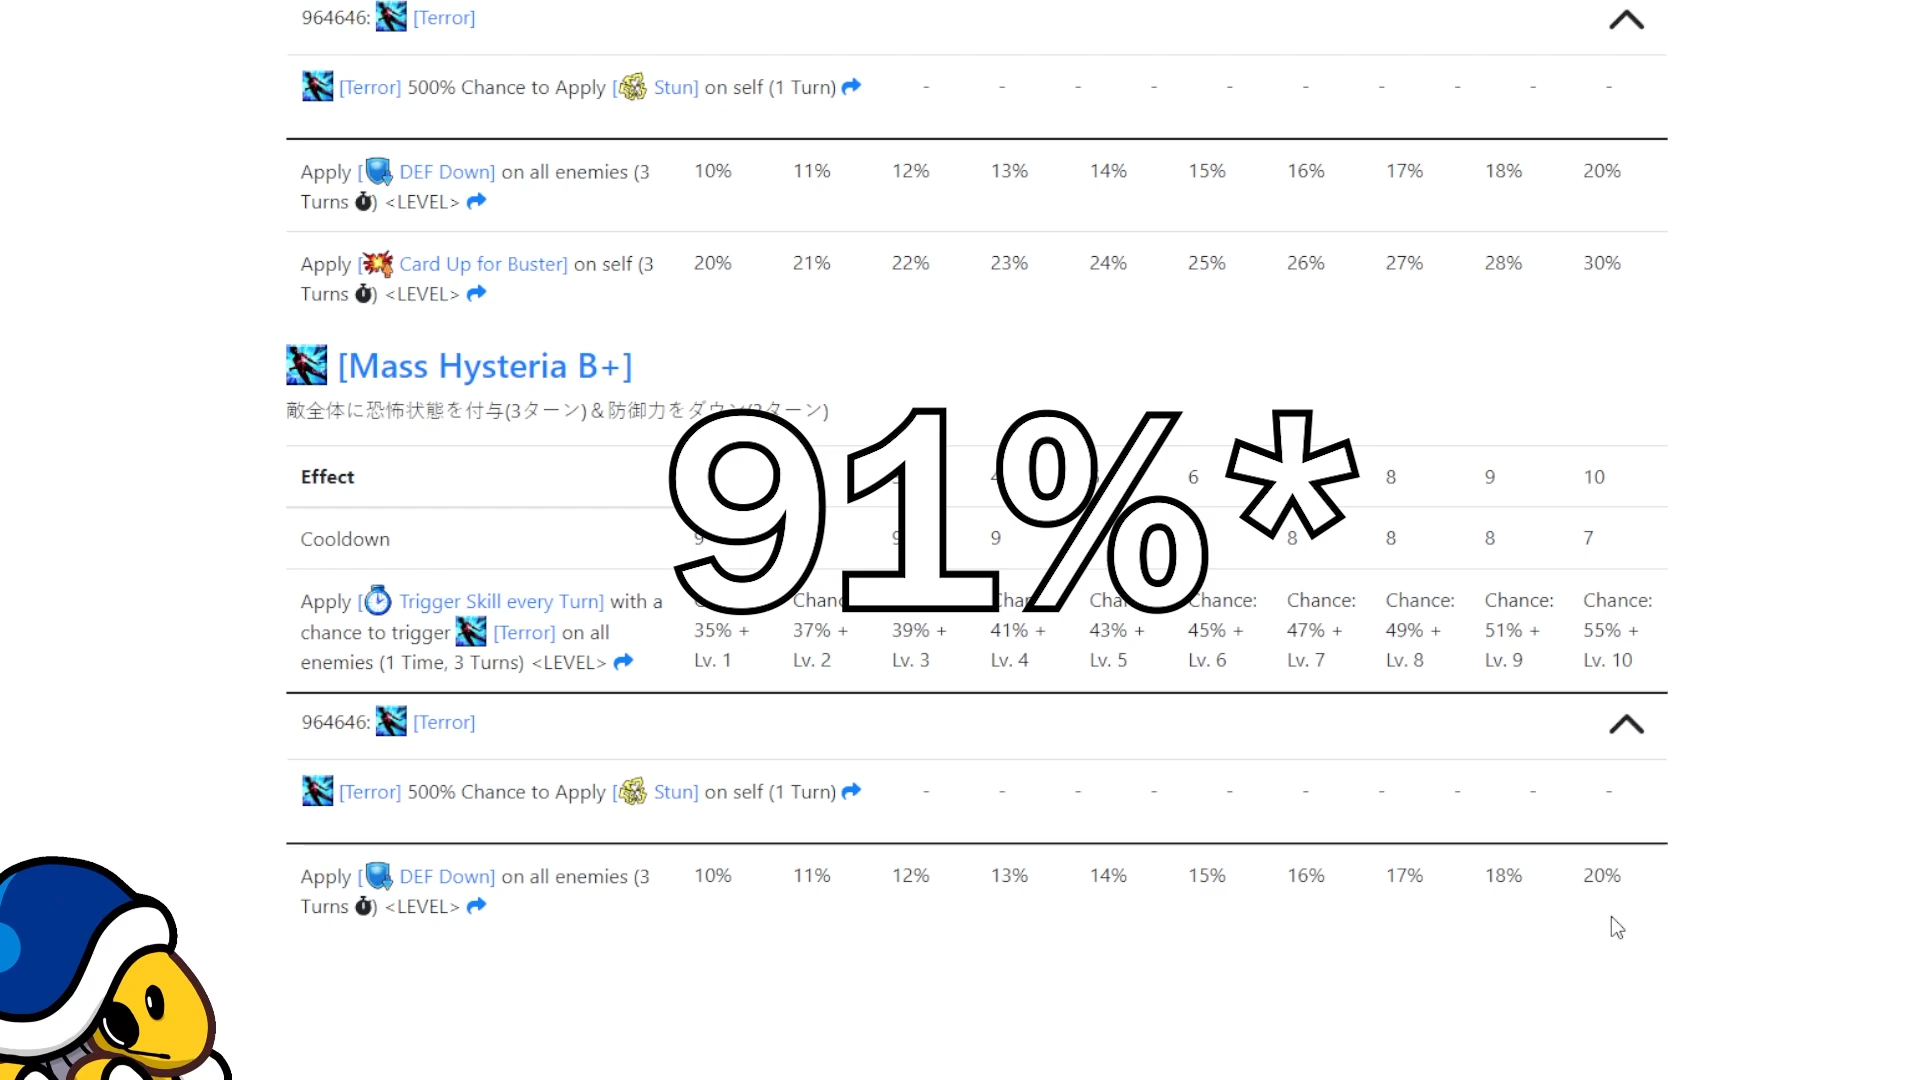 964646: [Terror]
[Terror] 500% Chance to Apply [Stun] on self (1 Turn) - - - - - - - - - -
Apply [DEF Down] on all enemies (3 Turns) <LEVEL> 10% 11% 12% 13% 14% 15% 16% 17% 18% 20%
Apply [Card Up for Buster] on self (3 Turns) <LEVEL> 20% 21% 22% 23% 24% 25% 26% 27% 28% 30%
[Mass Hysteria B+]
敵全体に恐怖状態を付与(3ターン)&防御力をダウン(3ターン)
91%*
Effect 6 8 9 10
Cooldown 9 9 9 8 8 8 7
Apply [Trigger Skill every Turn] with a chance to trigger [Terror] on all enemies (1 Time, 3 Turns) <LEVEL>
Chance: Chance: Chance: Chance: Chance:
35% + 37% + 39% + 41% + 43% + 45% + 47% + 49% + 51% + 55% +
Lv. 1 Lv. 2 Lv. 3 Lv. 4 Lv. 5 Lv. 6 Lv. 7 Lv. 8 Lv. 9 Lv. 10
964646: [Terror]
[Terror] 500% Chance to Apply [Stun] on self (1 Turn) - - - - - - - - - -
Apply [DEF Down] on all enemies (3 Turns) <LEVEL> 10% 11% 12% 13% 14% 15% 16% 17% 18% 20%